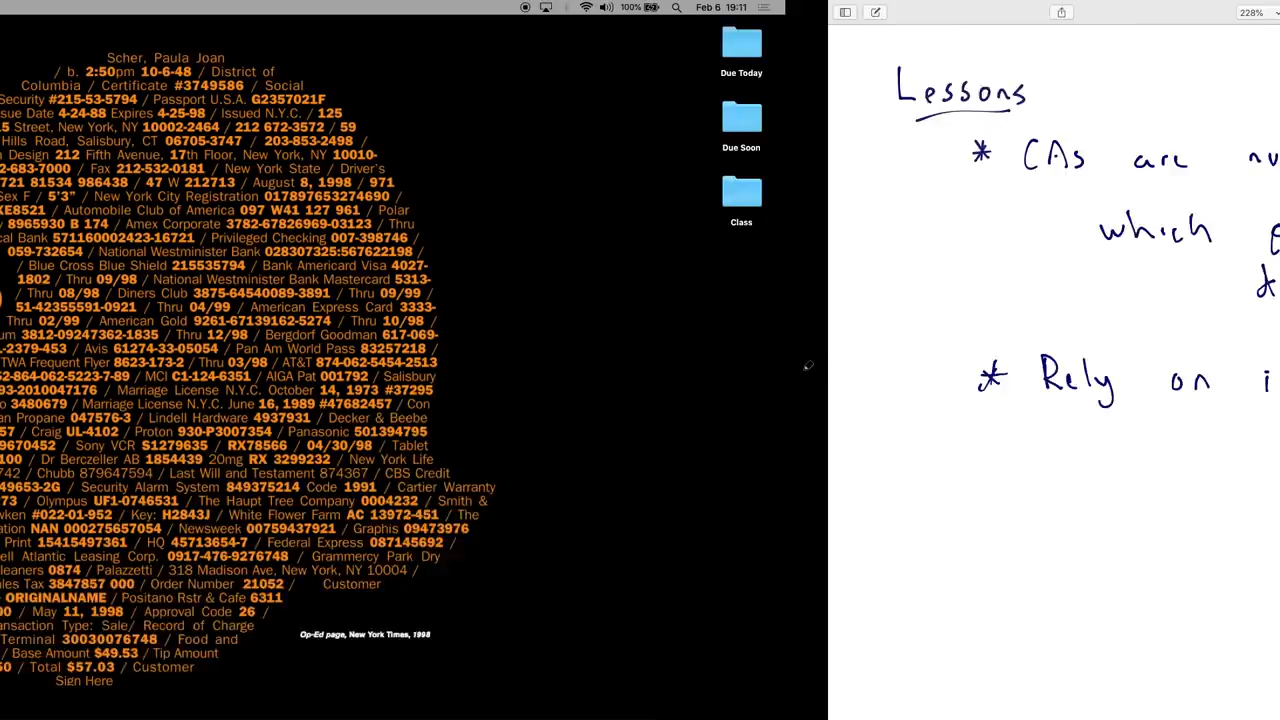 100%
Feb 6 19:11
228%
Scher, Paula Joan
/ b. 2:50pm 10-6-48 / District of
Columbia / Certificate #3749586 / Social
Security #215-53-5794 / Passport U.S.A. G2357021F
sue Date 4-24-88 Expires 4-25-98 / Issued N.Y.C. / 125
5 Street, New York, NY 10002-2464 / 212 672-3572 / 59
Hills Road, Salisbury, CT 06705-3747 / 203-853-2498
Design 212 Fifth Avenue, 17th Floor, New York, NY 10010-
2-683-7000 / Fax 212-532-0181 / New York State / Driver's
721 81534 986438 / 47 W 212713 / August 8, 1998 / 971
Sex F / 5'3" / New York City Registration 017897653274690 /
KE8521 / Automobile Club of America 097 W41 127 961 / Polar
8965930 B 174 / Amex Corporate 3782-67826969-03123 / Thru
cal Bank 571160002423-16721 / Privileged Checking 007-398746 /
059-732654 / National Westminister Bank 028307325:567622198 /
/ Blue Cross Blue Shield 215535794 / Bank Americard Visa 4027-
1802 / Thru 09/98 / National Westminister Bank Mastercard 5313-
/ Thru 08/98 / Diners Club 3875-64540089-3891 / Thru 09/99 /
51-42355591-0921 / Thru 04/99 / American Express Card 3333-
Thru 02/99 / American Gold 9261-67139162-5274 / Thru 10/98 /
um 3812-09247362-1835 / Thru 12/98 / Bergdorf Goodman 617-069-
-2379-453 / Avis 61274-33-05054 / Pan Am World Pass 83257218 /
TWA Frequent Flyer 8623-173-2 / Thru 03/98 / AT&T 874-062-5454-2513
52-864-062-5223-7-89 / MCI C1-124-6351 / AIGA Pat 001792 / Salisbury
93-2010047176 / Marriage License N.Y.C. October 14, 1973 #37295
o 3480679 / Marriage License N.Y.C. June 16, 1989 #47682457 / Con
an Propane 047576-3 / Lindell Hardware 4937931 / Decker & Beebe
57 / Craig UL-4102 / Proton 930-P3007354 / Panasonic 501394795
9670452 / Sony VCR S1279635 / RX78566 / 04/30/98 / Tablet
100 / Dr Berczeller AB 1854439 20mg RX 3299232 / New York Life
742 / Chubb 879647594 / Last Will and Testament 874367 / CBS Credit
49653-2G / Security Alarm System 849375214 Code 1991 / Cartier Warranty
73 / Olympus UF1-0746531 / The Haupt Tree Company 0004232 / Smith &
wken #022-01-952 / Key: H2843J / White Flower Farm AC 13972-451 / The
ation NAN 000275657054 / Newsweek 00759437921 / Graphis 09473976
Print 15415497361 / HQ 45713654-7 / Federal Express 087145692 /
ell Atlantic Leasing Corp. 0917-476-9276748 / Grammercy Park Dry
leaners 0874 / Palazzetti / 318 Madison Ave, New York, NY 10004 /
ales Tax 3847857 000 / Order Number 21052 / Customer
ORIGINALNAME / Positano Rstr & Cafe 6311
00 / May 11, 1998 / Approval Code 26 /
ansaction Type: Sale/ Record of Charge
Terminal 30030076748 / Food and
/ Base Amount $49.53 / Tip Amount
50 / Total $57.03 / Customer
Sign Here
Op-Ed page, New York Times, 1998
Due Today
Due Soon
Class
Lessons
* CAs are
which
* Rely on i